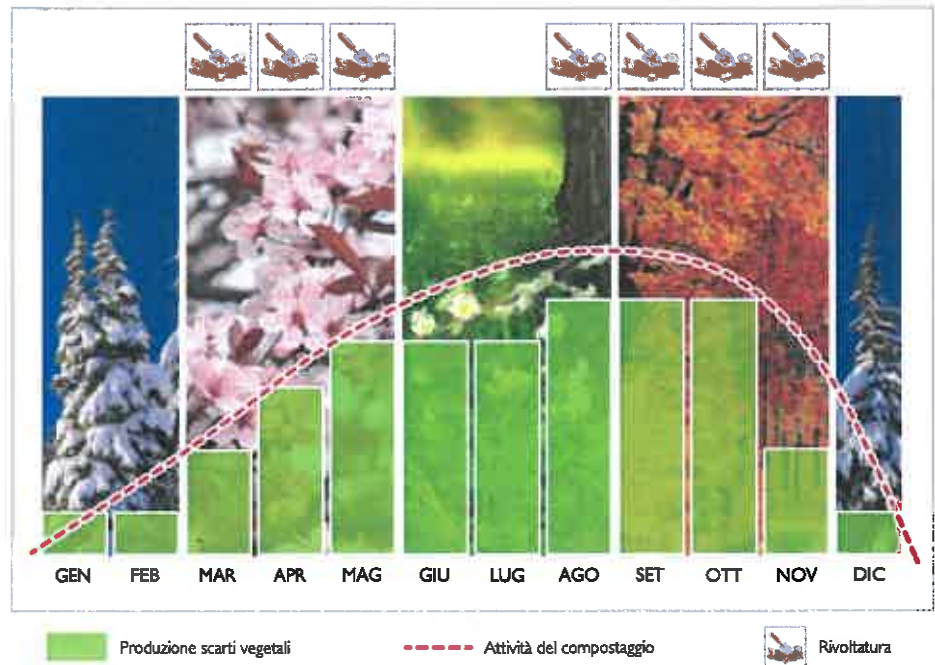 GEN FEB MAR APR MAG GIU LUG AGO SET OTT NOV DIC
Produzione scarti vegetali Attività del compostaggio Rivoltatura